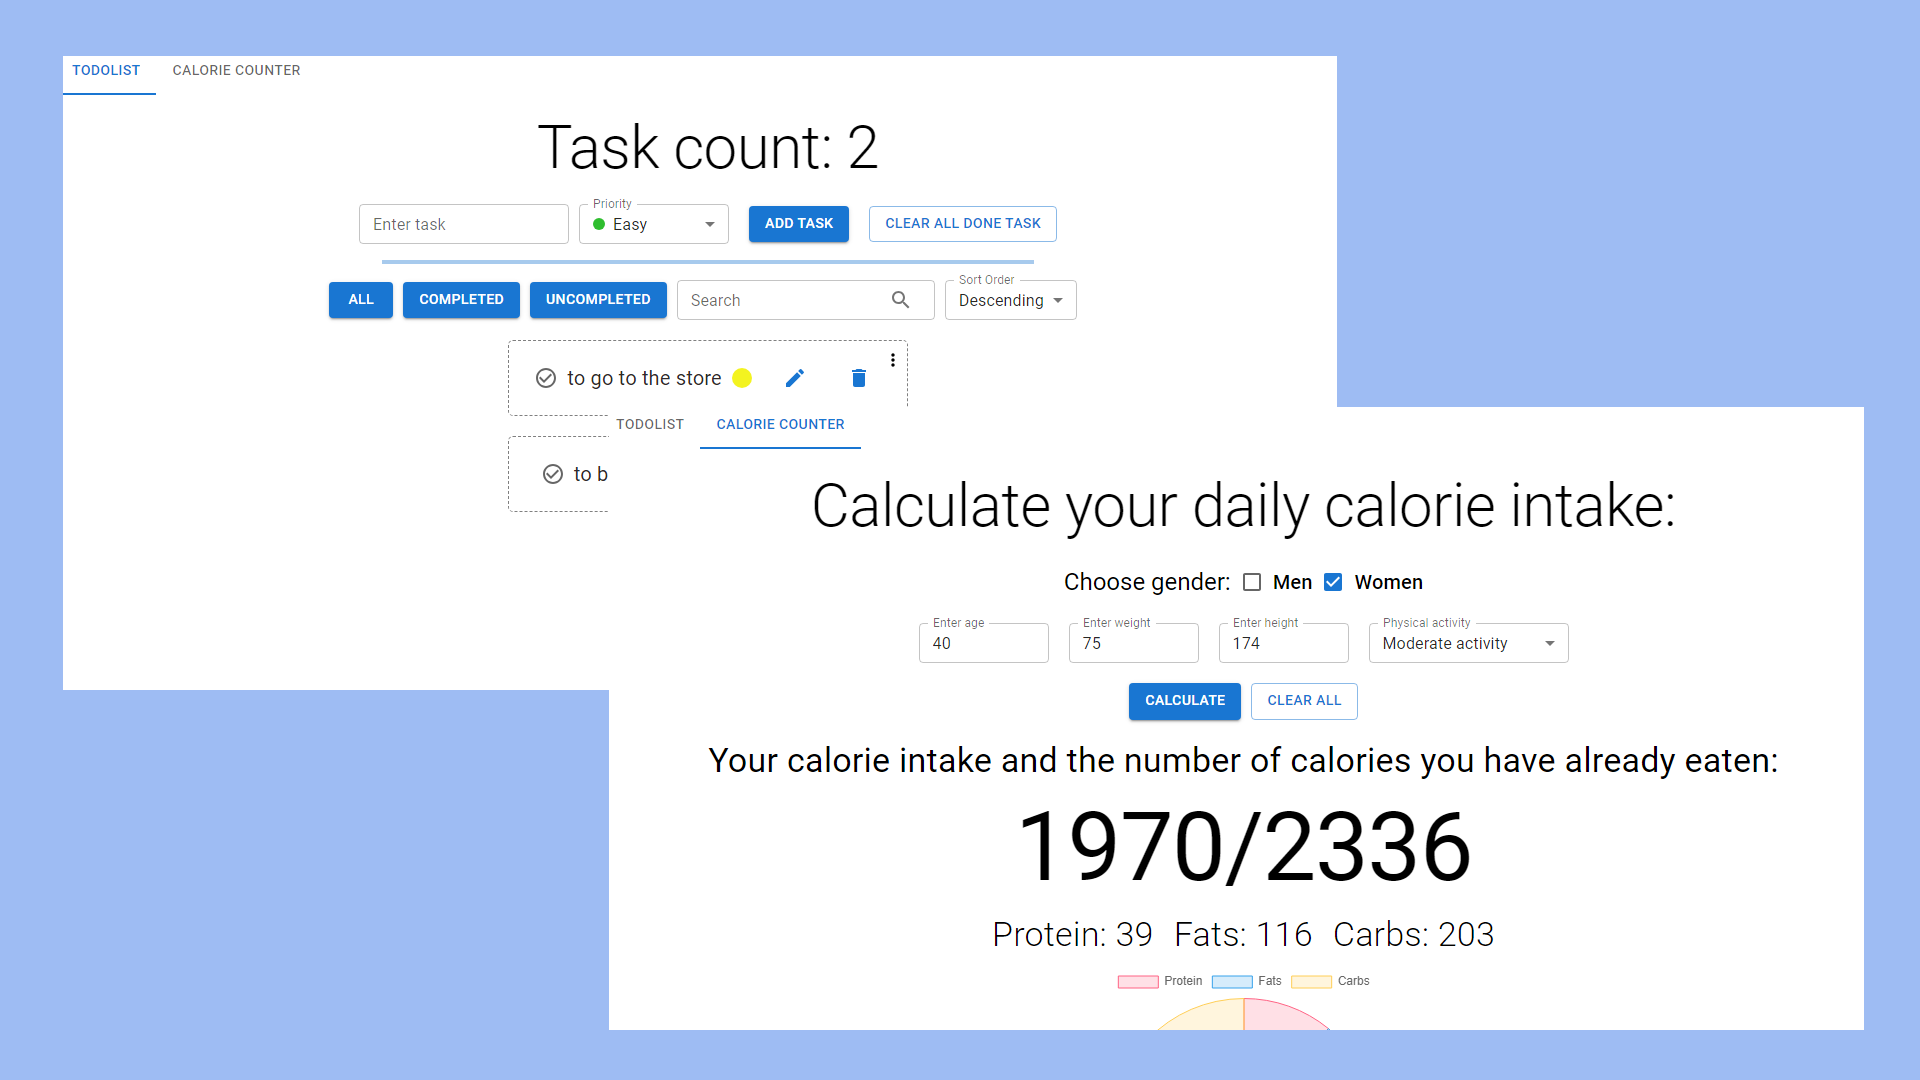 TODOLIST CALORIE COUNTER
Task count: 2
Enter task Priority Easy ADD TASK CLEAR ALL DONE TASK
ALL COMPLETED UNCOMPLETED Search Sort Order Descending
to go to the store
to b
TODOLIST CALORIE COUNTER
Calculate your daily calorie intake:
Choose gender: Men Women
Enter age 40 Enter weight 75 Enter height 174 Physical activity Moderate activity
CALCULATE CLEAR ALL
Your calorie intake and the number of calories you have already eaten:
1970/2336
Protein: 39 Fats: 116 Carbs: 203
Protein Fats Carbs